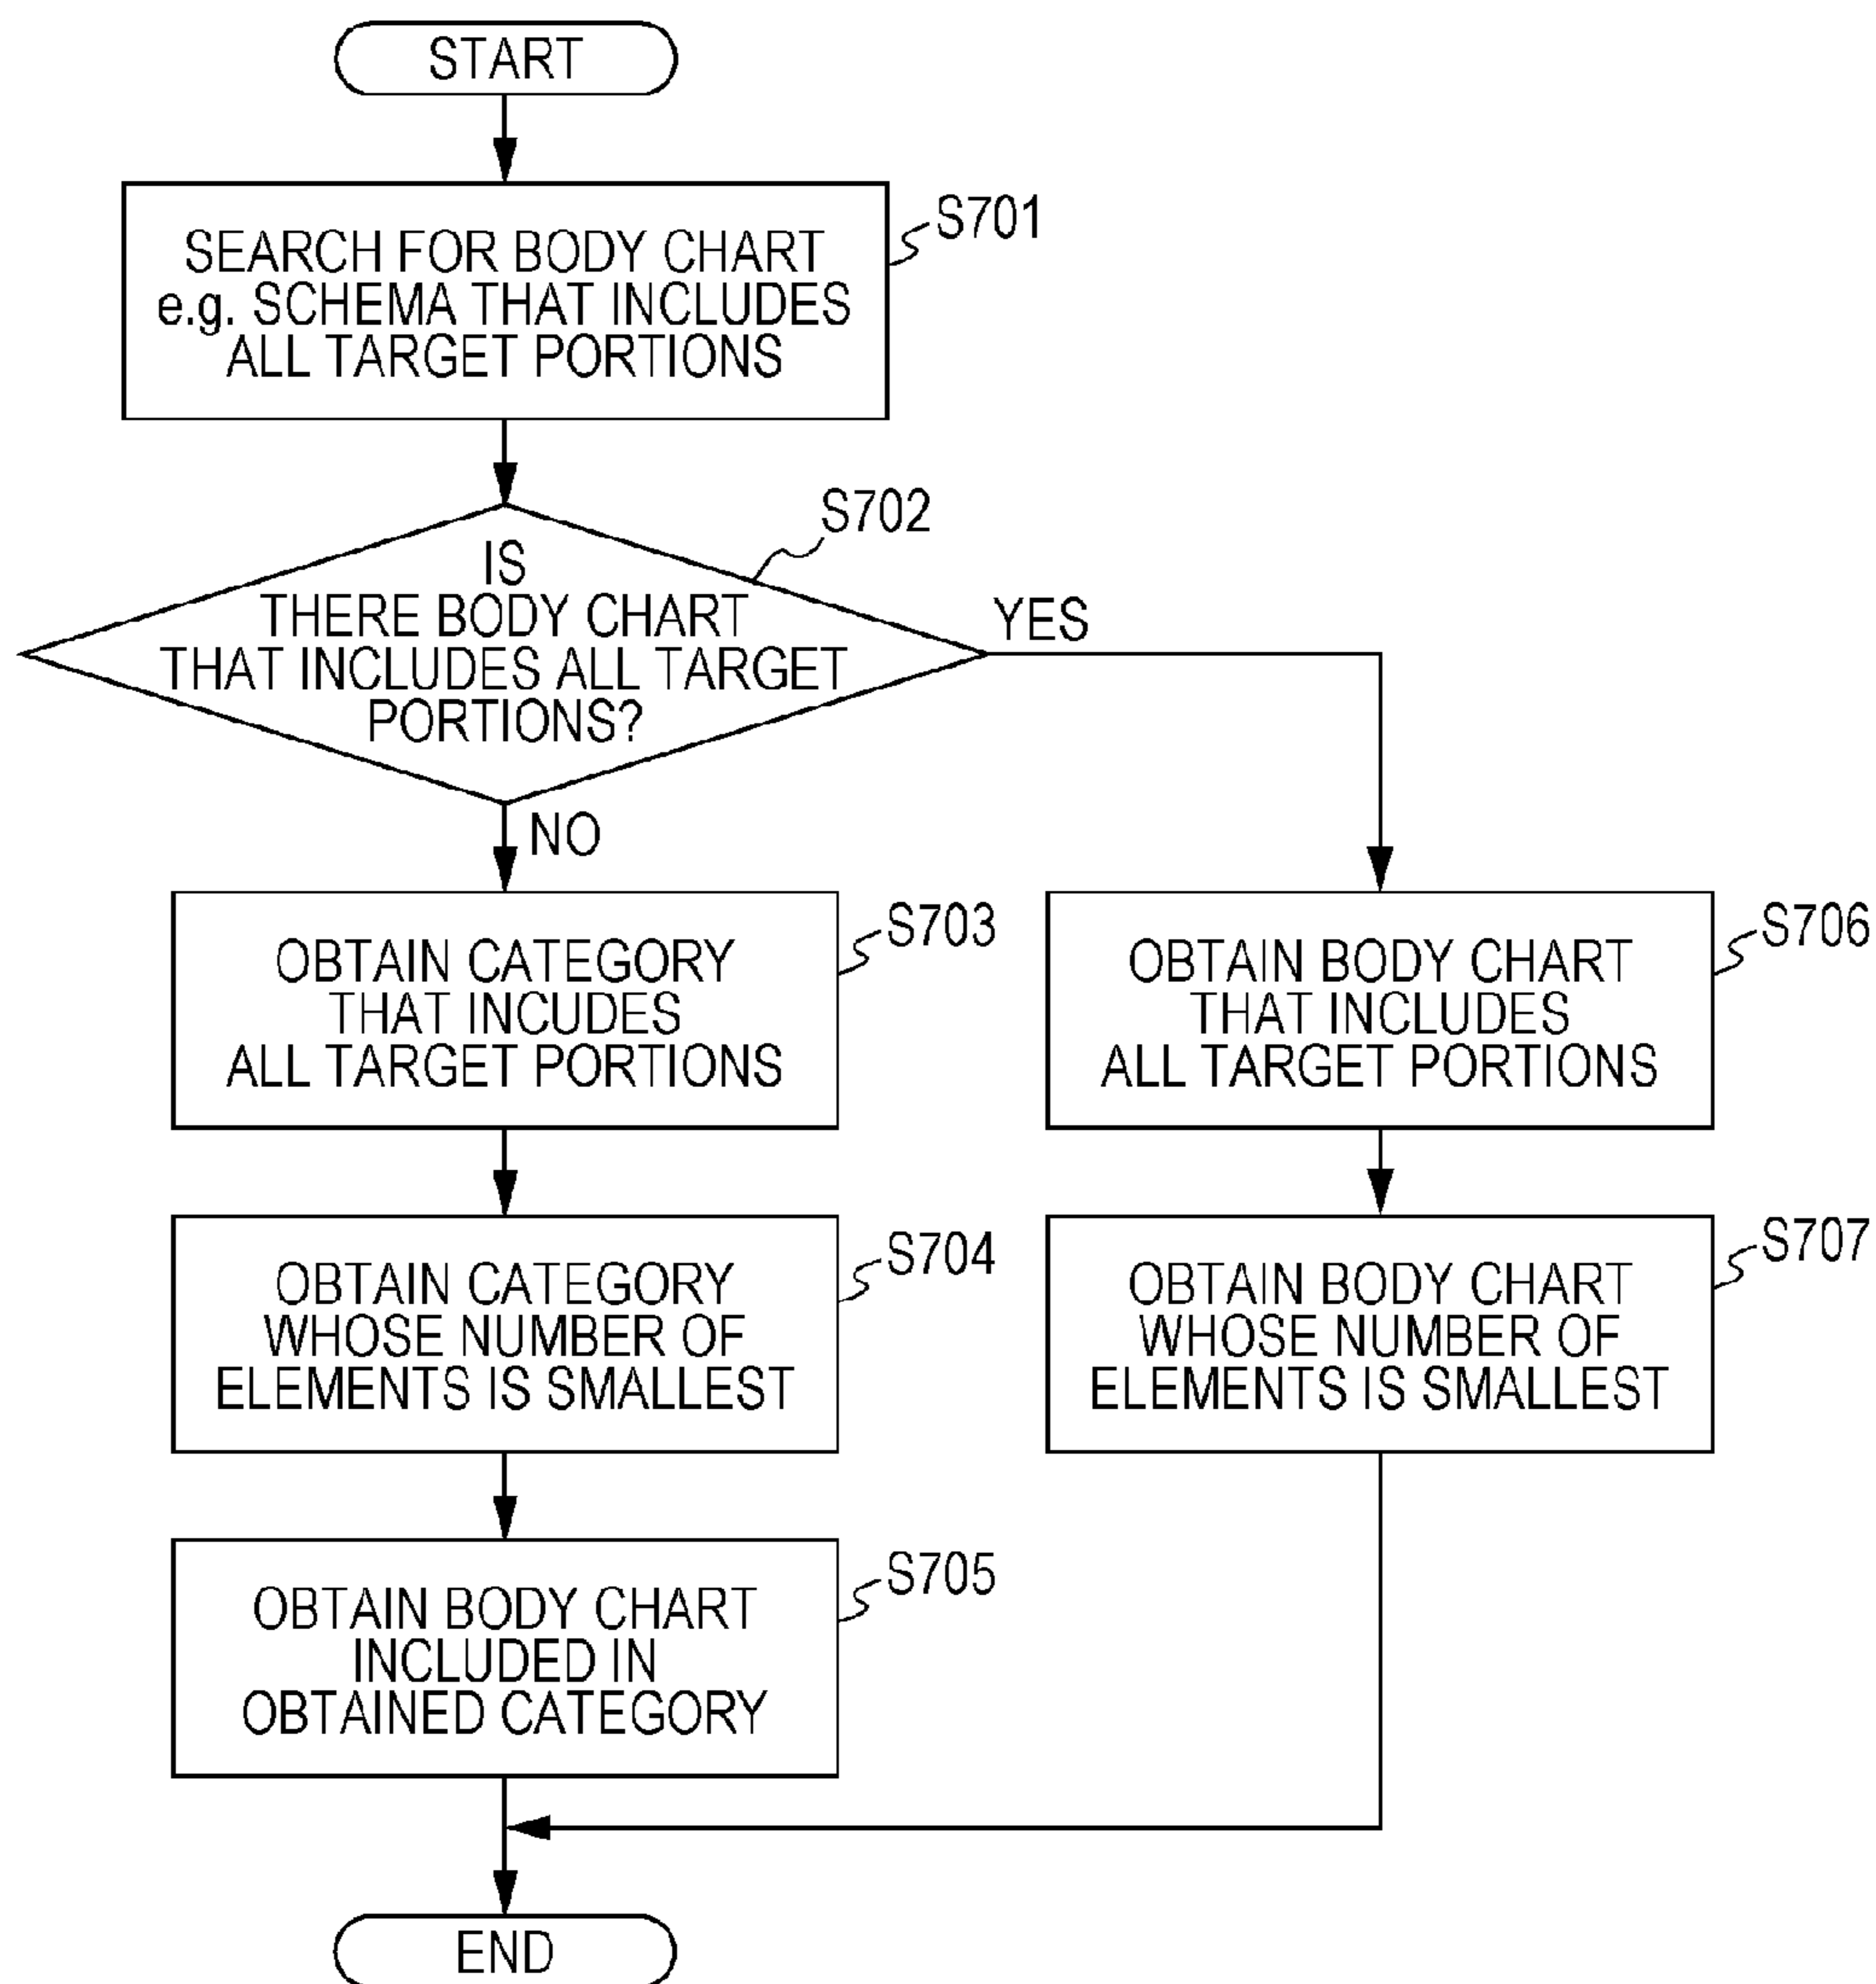 START
S701
SEARCH FOR BODY CHART
e.g. SCHEMA THAT INCLUDES
ALL TARGET PORTIONS
S702
IS
THERE BODY CHART
THAT INCLUDES ALL TARGET
PORTIONS?
YES
NO
S703
OBTAIN CATEGORY
THAT INCUDES
ALL TARGET PORTIONS
S706
OBTAIN BODY CHART
THAT INCLUDES
ALL TARGET PORTIONS
S704
OBTAIN CATEGORY
WHOSE NUMBER OF
ELEMENTS IS SMALLEST
S707
OBTAIN BODY CHART
WHOSE NUMBER OF
ELEMENTS IS SMALLEST
S705
OBTAIN BODY CHART
INCLUDED IN
OBTAINED CATEGORY
END